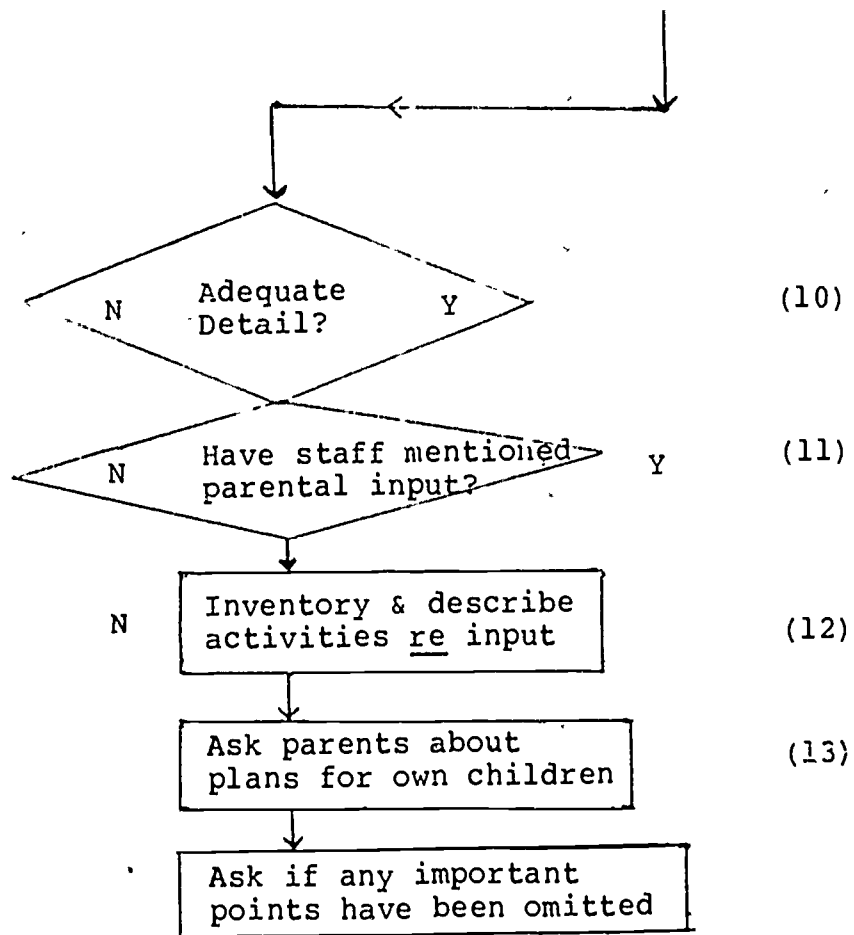 N Adequate Y (10)
Detail?
N Have staff mentioned Y (11)
parental input?
N Inventory & describe (12)
activities re input
Ask parents about (13)
plans for own children
Ask if any important
points have been omitted